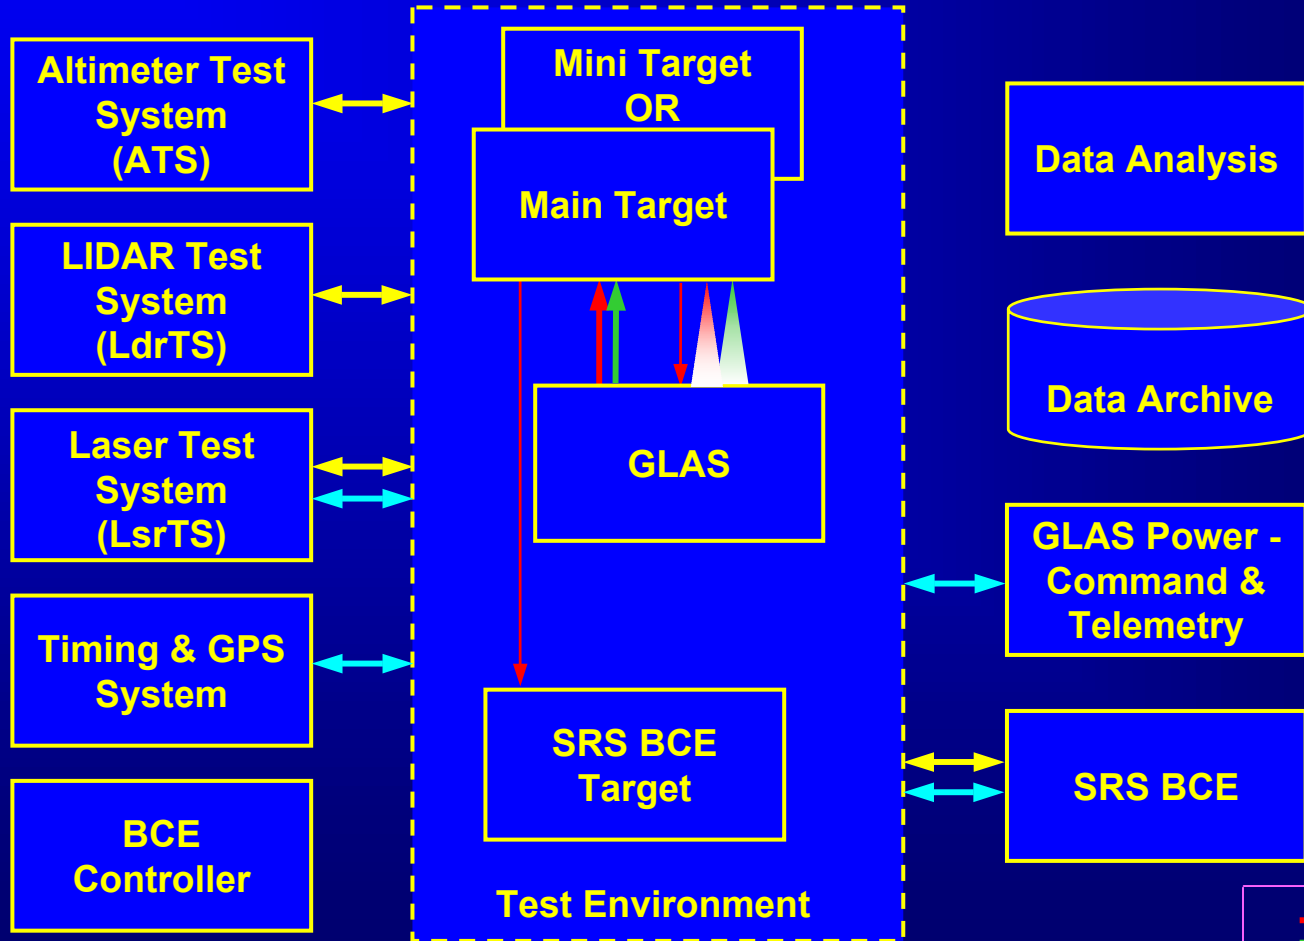 Altimeter Test
System
(ATS)
LIDAR Test
System
(LdrTS)
Laser Test
System
(LsrTS)
Timing & GPS
System
BCE
Controller
Mini Target
OR
Main Target
GLAS
SRS BCE
Target
Test Environment
Data Analysis
Data Archive
GLAS Power -
Command &
Telemetry
SRS BCE